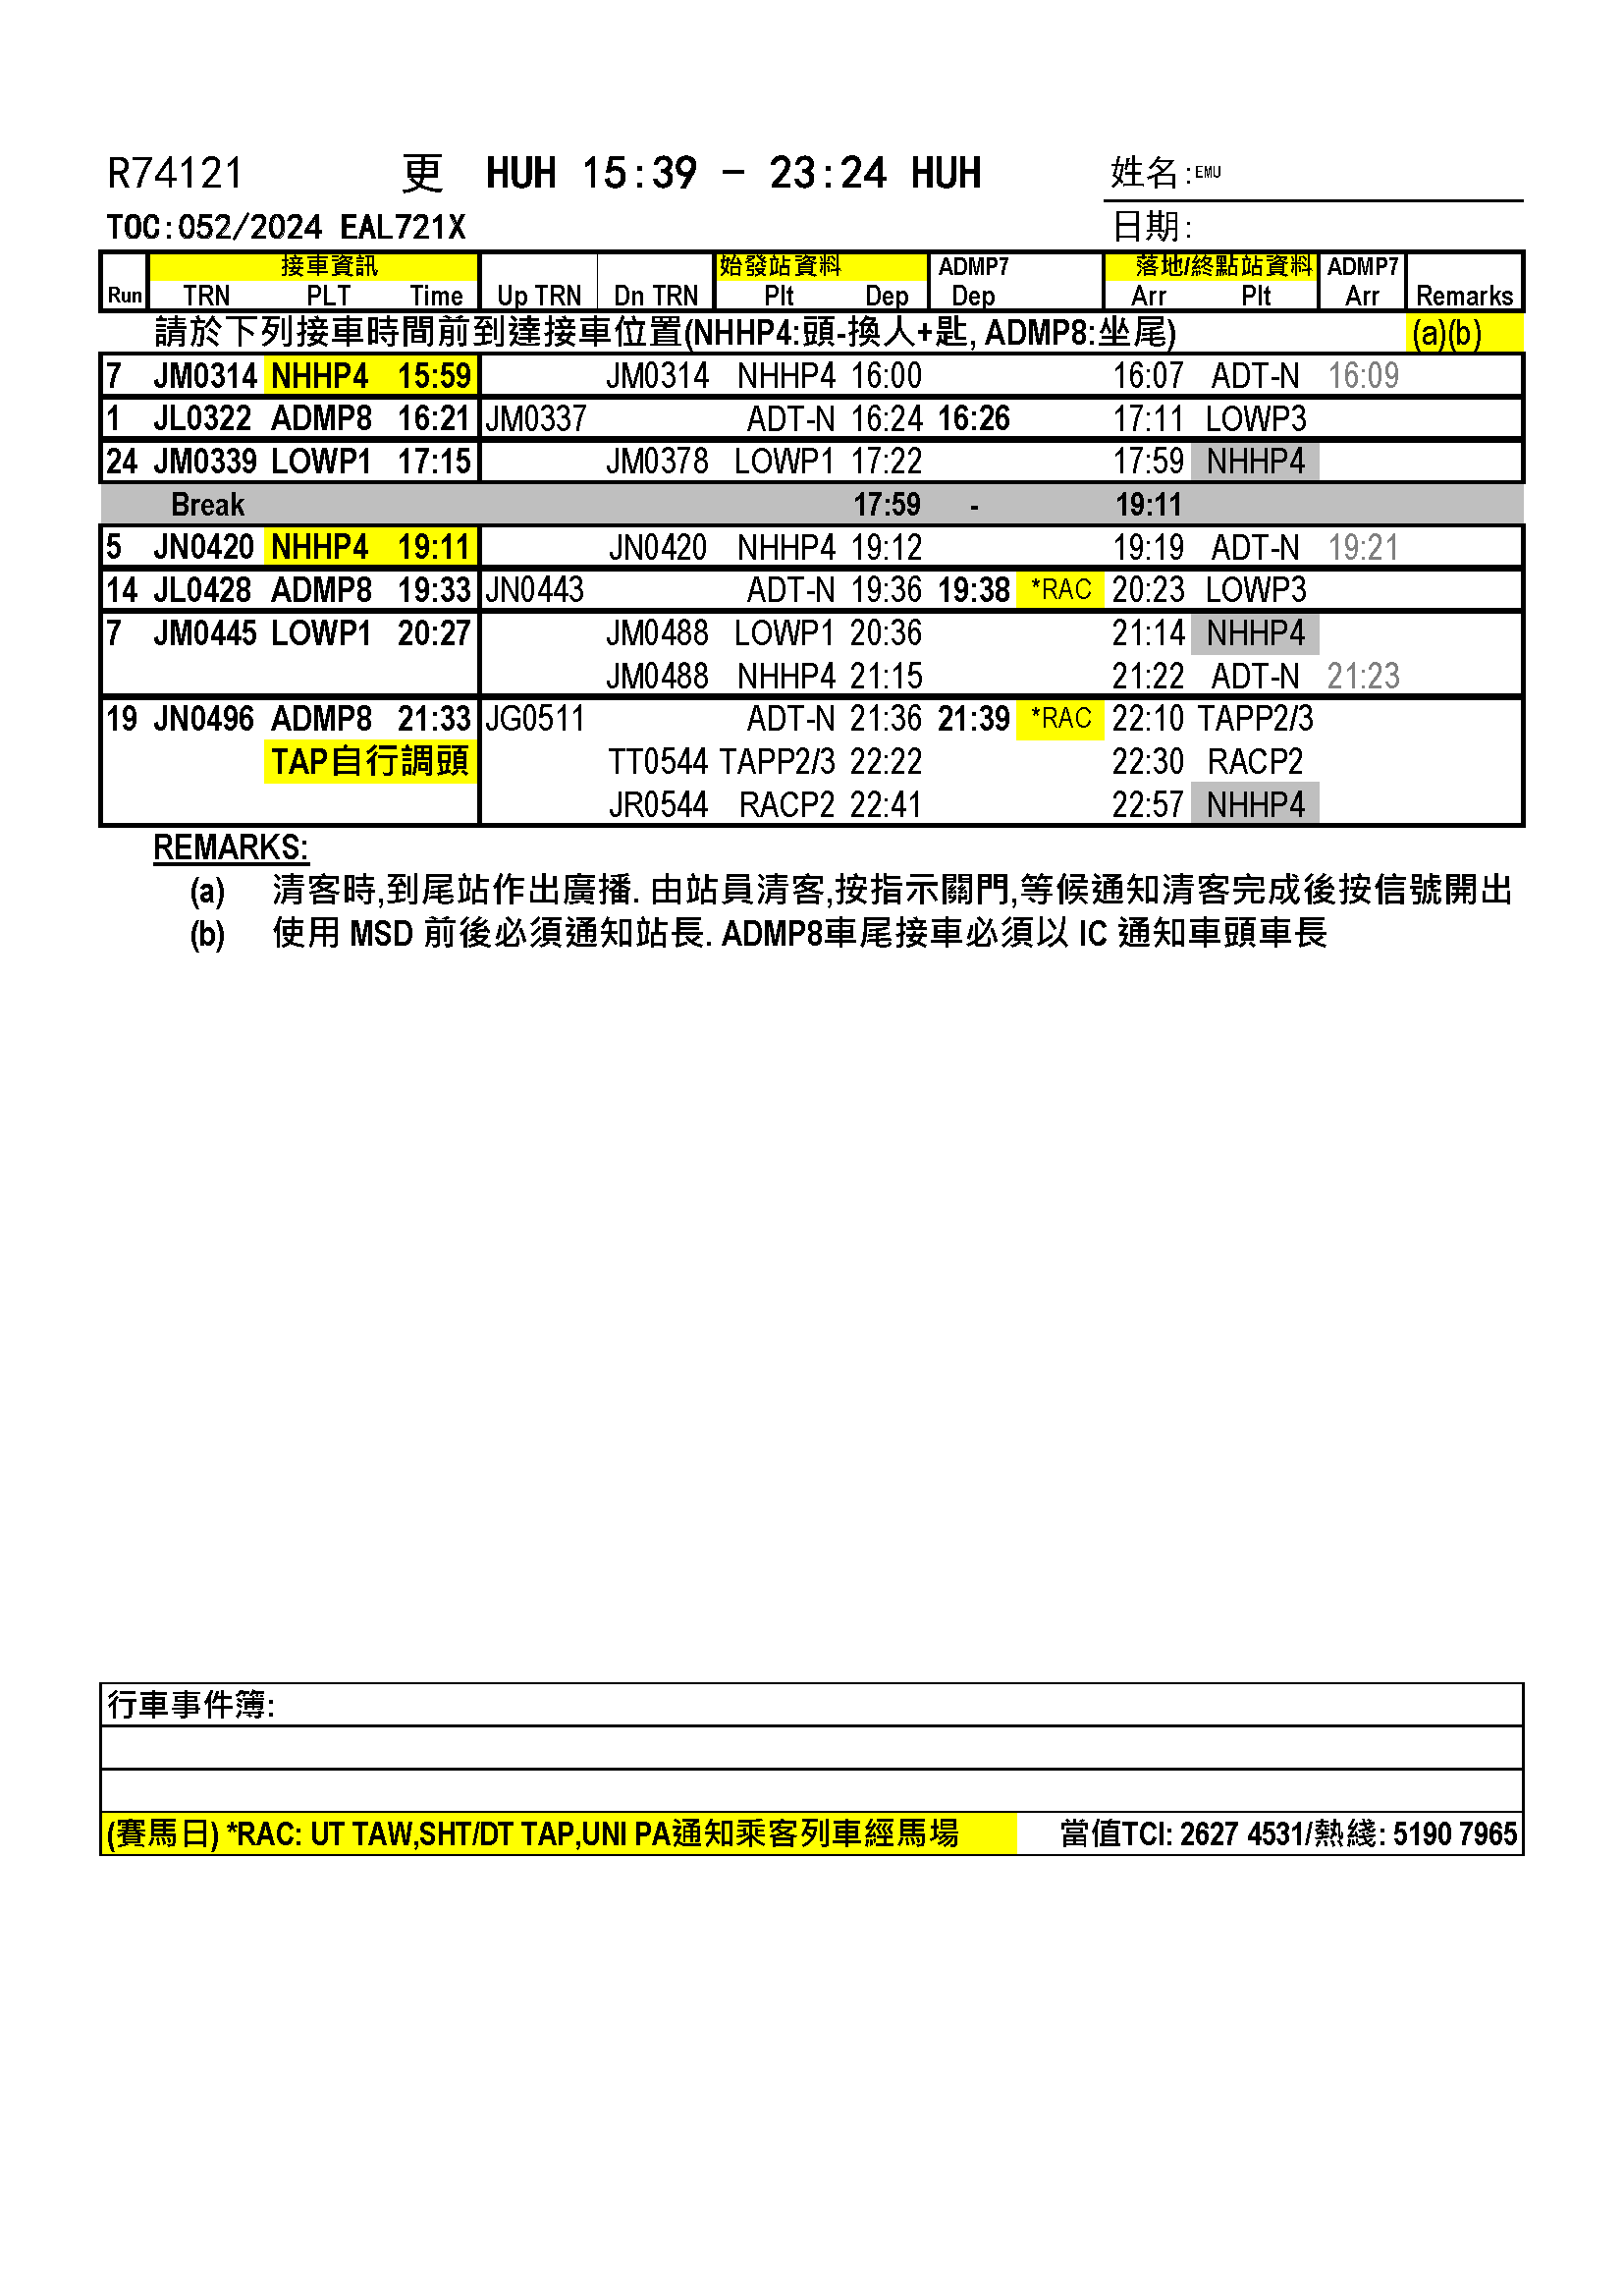 R74121 更 HUH 15:39 - 23:24 HUH 姓名:EMU
TOC:052/2024 EAL721X 日期:
接車資訊 始發站資料 ADMP7 落地/終點站資料 ADMP7
Run TRN PLT Time Up TRN Dn TRN Plt Dep Dep Arr Plt Arr Remarks
請於下列接車時間前到達接車位置(NHHP4:頭-換人+匙, ADMP8:坐尾) (a)(b)
7 JM0314 NHHP4 15:59 JM0314 NHHP4 16:00 16:07 ADT-N 16:09
1 JL0322 ADMP8 16:21 JM0337 ADT-N 16:24 16:26 17:11 LOWP3
24 JM0339 LOWP1 17:15 JM0378 LOWP1 17:22 17:59 NHHP4
Break 17:59 - 19:11
5 JN0420 NHHP4 19:11 JN0420 NHHP4 19:12 19:19 ADT-N 19:21
14 JL0428 ADMP8 19:33 JN0443 ADT-N 19:36 19:38 *RAC 20:23 LOWP3
7 JM0445 LOWP1 20:27 JM0488 LOWP1 20:36 21:14 NHHP4
JM0488 NHHP4 21:15 21:22 ADT-N 21:23
19 JN0496 ADMP8 21:33 JG0511 ADT-N 21:36 21:39 *RAC 22:10 TAPP2/3
TAP自行調頭 TT0544 TAPP2/3 22:22 22:30 RACP2
JR0544 RACP2 22:41 22:57 NHHP4
REMARKS:
(a) 清客時,到尾站作出廣播. 由站員清客,按指示關門,等候通知清客完成後按信號開出
(b) 使用 MSD 前後必須通知站長. ADMP8車尾接車必須以 IC 通知車頭車長
行車事件簿:
(賽馬日) *RAC: UT TAW,SHT/DT TAP,UNI PA通知乘客列車經馬場 當值TCI: 2627 4531/熱綫: 5190 7965